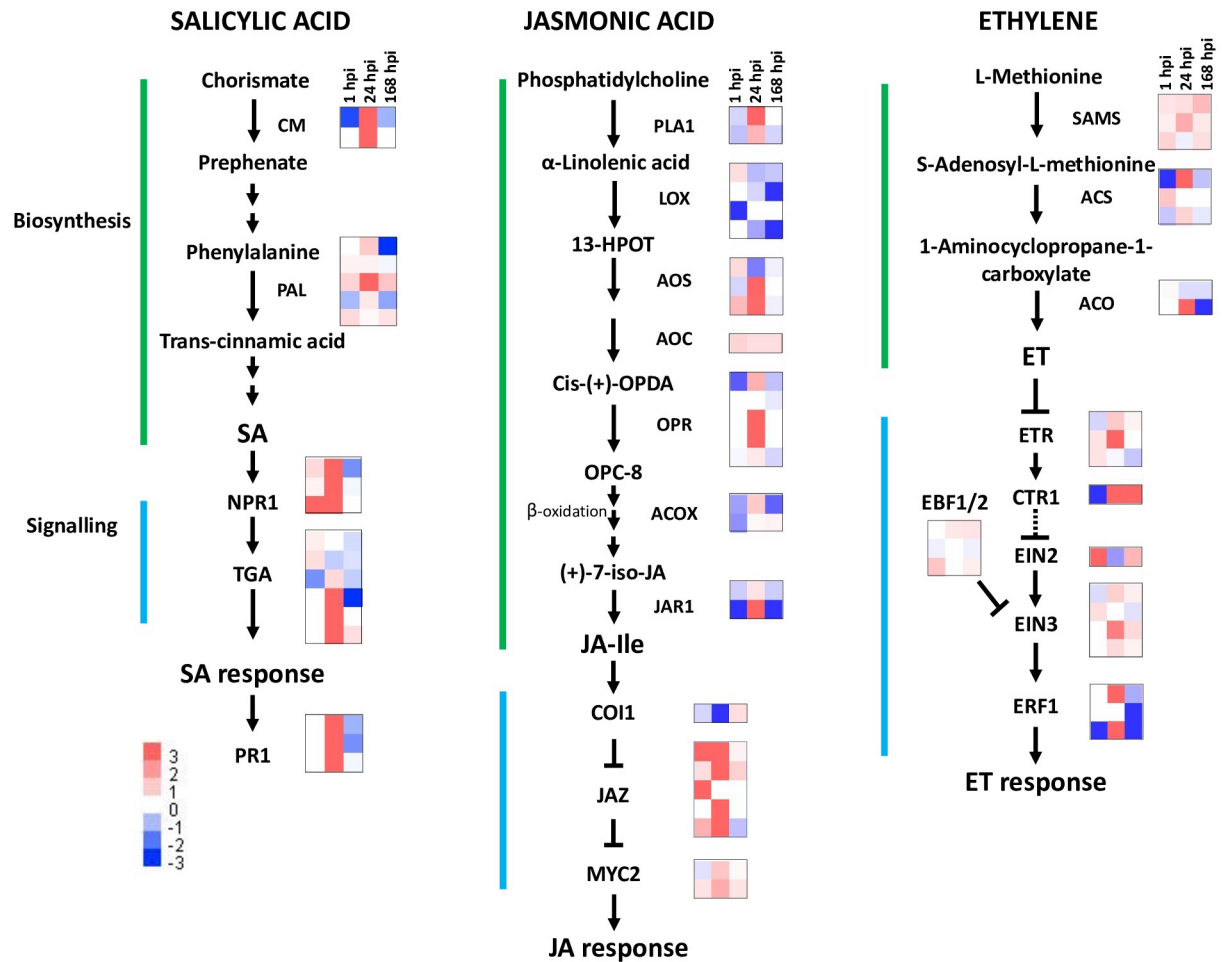 SALICYLIC ACID
1 hpi
24 hpi
168 hpi
Chorismate
CM
Prephenate
Biosynthesis
Phenylalanine
PAL
Trans-cinnamic acid
SA
NPR1
Signalling
TGA
SA response
PR1
3
2
1
0
-1
-2
-3
JASMONIC ACID
1 hpi
24 hpi
168 hpi
Phosphatidylcholine
PLA1
α-Linolenic acid
LOX
13-HPOT
AOS
AOC
Cis-(+)-OPDA
OPR
OPC-8
β-oxidation
ACOX
(+)-7-iso-JA
JAR1
JA-Ile
COI1
JAZ
MYC2
JA response
ETHYLENE
1 hpi
24 hpi
168 hpi
L-Methionine
SAMS
S-Adenosyl-L-methionine
ACS
1-Aminocyclopropane-1-
carboxylate
ACO
ET
ETR
CTR1
EBF1/2
EIN2
EIN3
ERF1
ET response